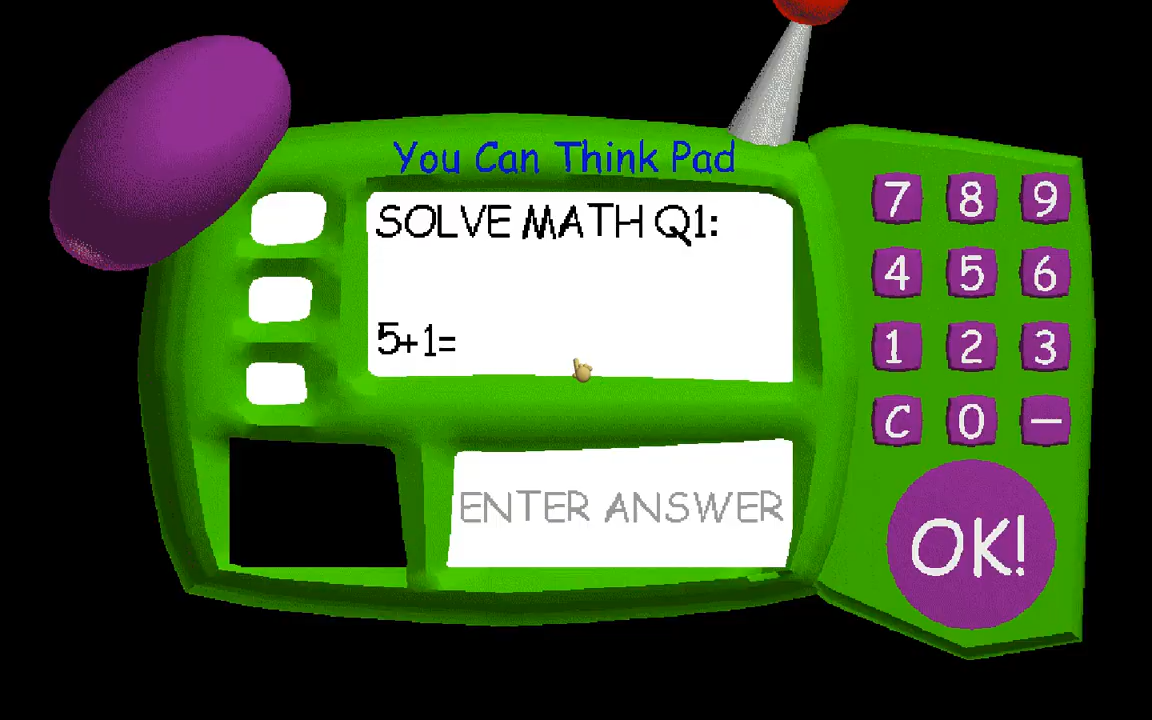 You Can Think Pad
SOLVE MATH Q1:
5+1=
ENTER ANSWER
7 8 9
4 5 6
1 2 3
C 0 —
OK!